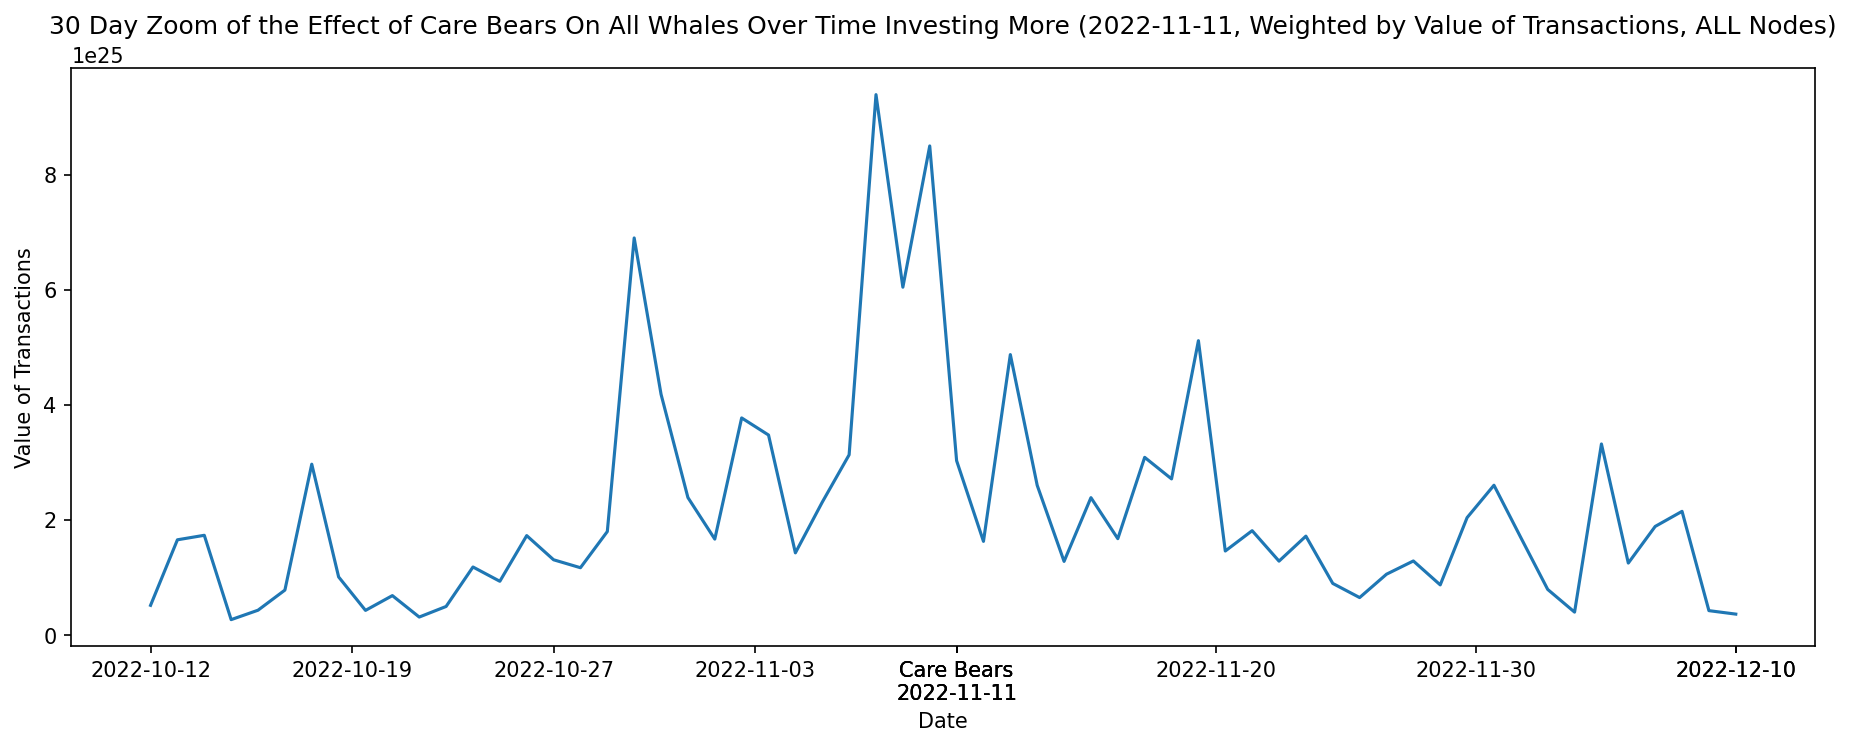 30 Day Zoom of the Effect of Care Bears On All Whales Over Time Investing More (2022-11-11, Weighted by Value of Transactions, ALL Nodes)
1e25
8
6
4
2
0
Value of Transactions
2022-10-12 2022-10-19 2022-10-27 2022-11-03 Care Bears 2022-11-20 2022-11-30 2022-12-10
2022-11-11
Date